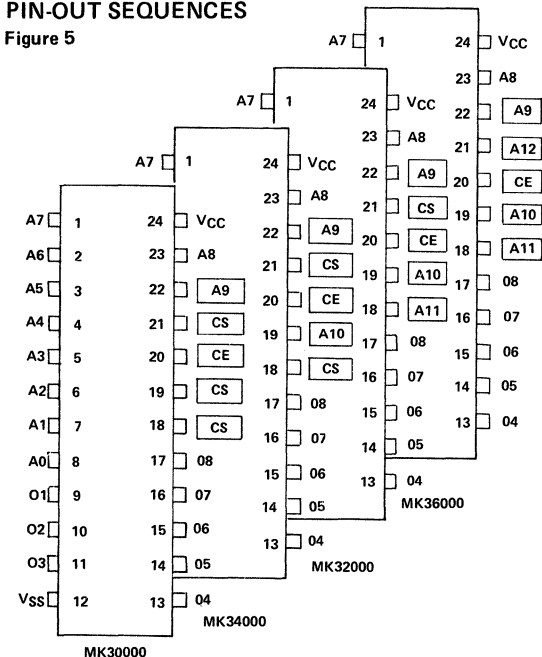 PIN-OUT SEQUENCES
Figure 5
A7 1 24 VCC
23 A8
22 A9
21 A12
20 CE
19 A10
18 A11
17 08
16 07
15 06
14 05
13 04
MK36000
A7 1 24 VCC
23 A8
22 A9
21 CS
20 CE
19 A10
18 A11
17 08
16 07
15 06
14 05
13 04
MK32000
A7 1 24 VCC
23 A8
22 A9
21 CS
20 CE
19 A10
18 CS
17 08
16 07
15 06
14 05
13 04
MK34000
A7 1 24 VCC
A6 2 23 A8
A5 3 22 A9
A4 4 21 CS
A3 5 20 CE
A2 6 19 CS
A1 7 18 CS
A0 8 17 08
O1 9 16 07
O2 10 15 06
O3 11 14 05
VSS 12 13 04
MK30000